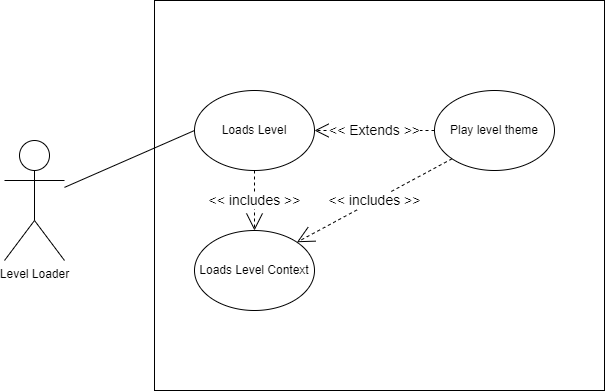 Loads Level
<< Extends >>
Play level theme
<< includes >>
<< includes >>
Loads Level Context
Level Loader